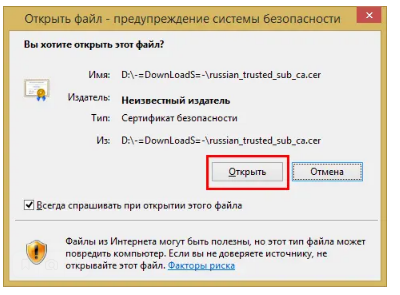 Открыть файл - предупреждение системы безопасности
Вы хотите открыть этот файл?
Имя: D:\-=DownLoadS=-\russian_trusted_sub_ca.cer
Издатель: Неизвестный издатель
Тип: Сертификат безопасности
Из: D:\-=DownLoadS=-\russian_trusted_sub_ca.cer
Открыть Отмена
Всегда спрашивать при открытии этого файла
Файлы из Интернета могут быть полезны, но этот тип файла может
повредить компьютер. Если вы не доверяете источнику, не
открывайте этот файл. Факторы риска